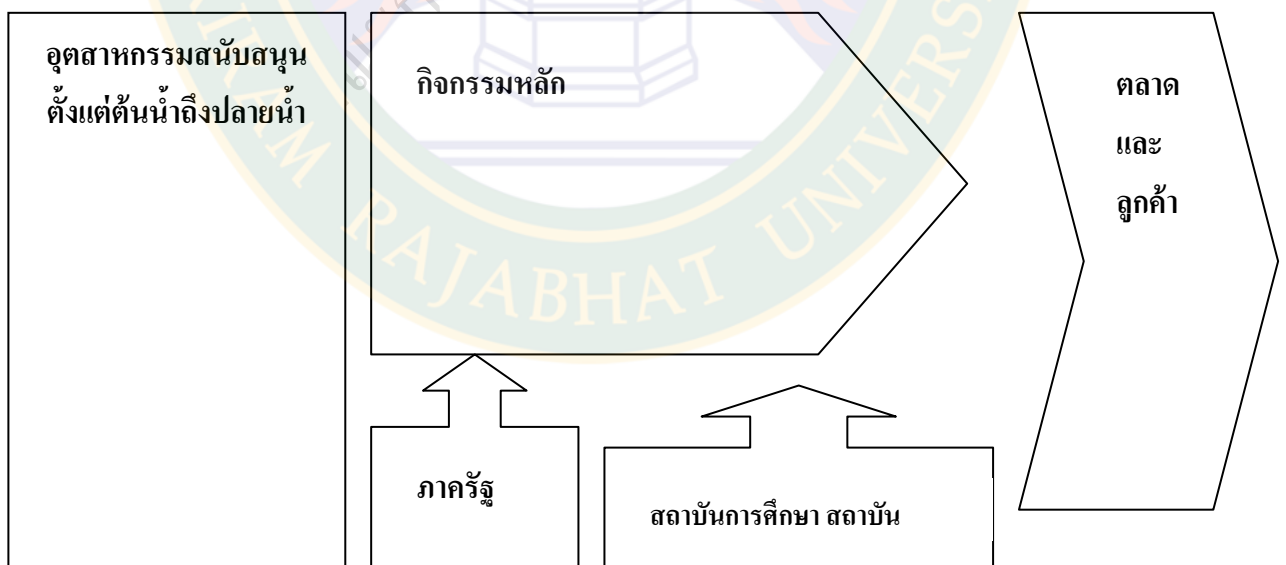 อุตสาหกรรมสนับสนุน
ตั้งแต่ต้นน้ำถึงปลายน้ำ
กิจกรรมหลัก
ตลาด
และ
ลูกค้า
ภาครัฐ
สถาบันการศึกษา สถาบัน
RAJABHAT